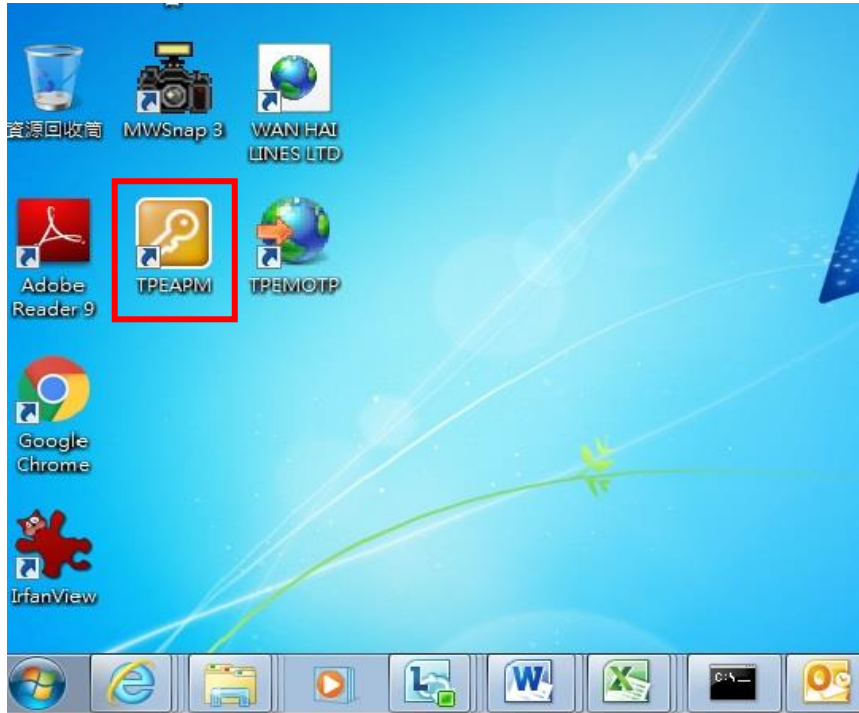 資源回收筒
MWSnap 3
WAN HAI
LINES LTD
Adobe
Reader 9
TPEAPM
TPEMOTP
Google
Chrome
IrfanView
C:\_